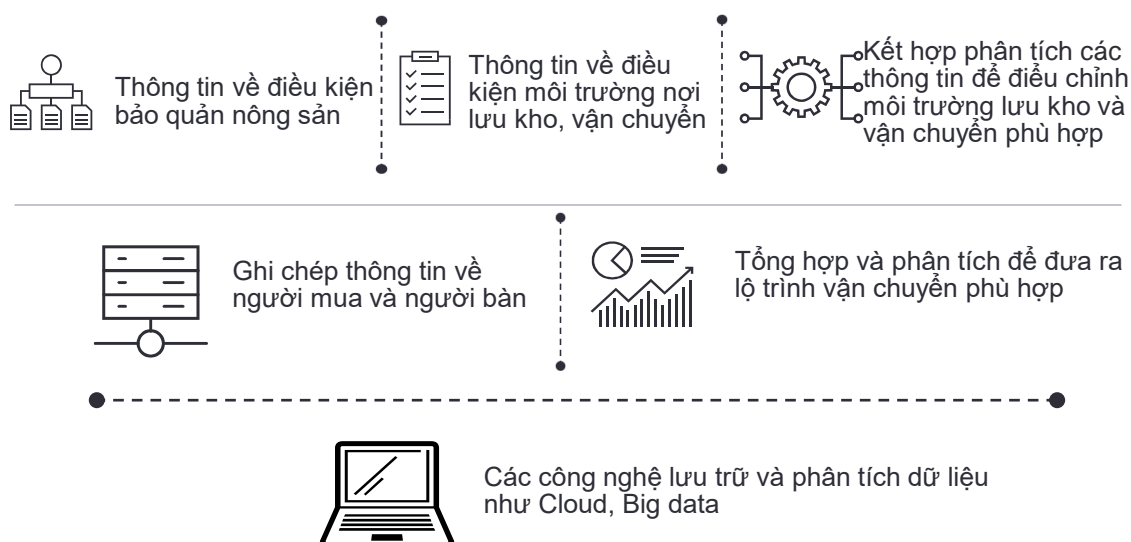 Thông tin về điều kiện
bảo quản nông sản
Thông tin về điều
kiện môi trường nơi
lưu kho, vận chuyển
Kết hợp phân tích các
thông tin để điểu chỉnh
môi trường lưu kho và
vận chuyển phù hợp
Ghi chép thông tin về
người mua và người bàn
Tổng hợp và phân tích để đưa ra
lộ trình vận chuyển phù hợp
Các công nghệ lưu trữ và phân tích dữ liệu
như Cloud, Big data